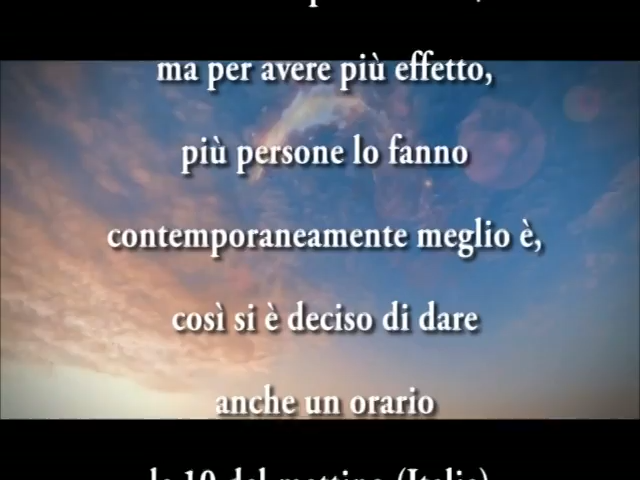 ma per avere più effetto,
più persone lo fanno
contemporaneamente meglio è,
così si è deciso di dare
anche un orario
le 10 del mattino (Italia)